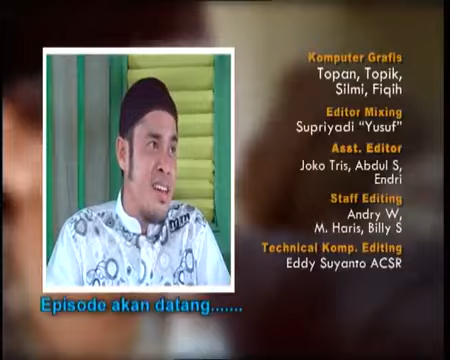 Komputer Grafis
Topan, Topik,
Silmi, Fiqih
Editor Mixing
Supriyadi "Yusuf"
Asst. Editor
Joko Tris, Abdul S,
Endri
Staff Editing
Andry W,
M. Haris, Billy S
Technical Komp. Editing
Eddy Suyanto ACSR
Episode akan datang.......